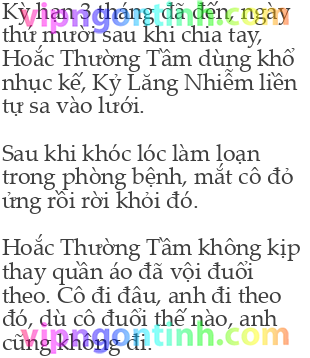 Kỳ hạn 3 tháng đã đến, ngày
thứ mười sau khi chia tay,
Hoắc Thường Tầm dùng khổ
nhục kế, Kỷ Lăng Nhiễm liền
tự sa vào lưới.
Sau khi khóc lóc làm loạn
trong phòng bệnh, mắt cô đỏ
ửng rồi rời khỏi đó.
Hoắc Thường Tầm không kịp
thay quần áo đã vội đuổi
theo. Cô đi đâu, anh đi theo
đó, dù cô đuổi thế nào, anh
cũng không đi.
vipngontinh.com
vipngontinh.com
vipngontinh.com